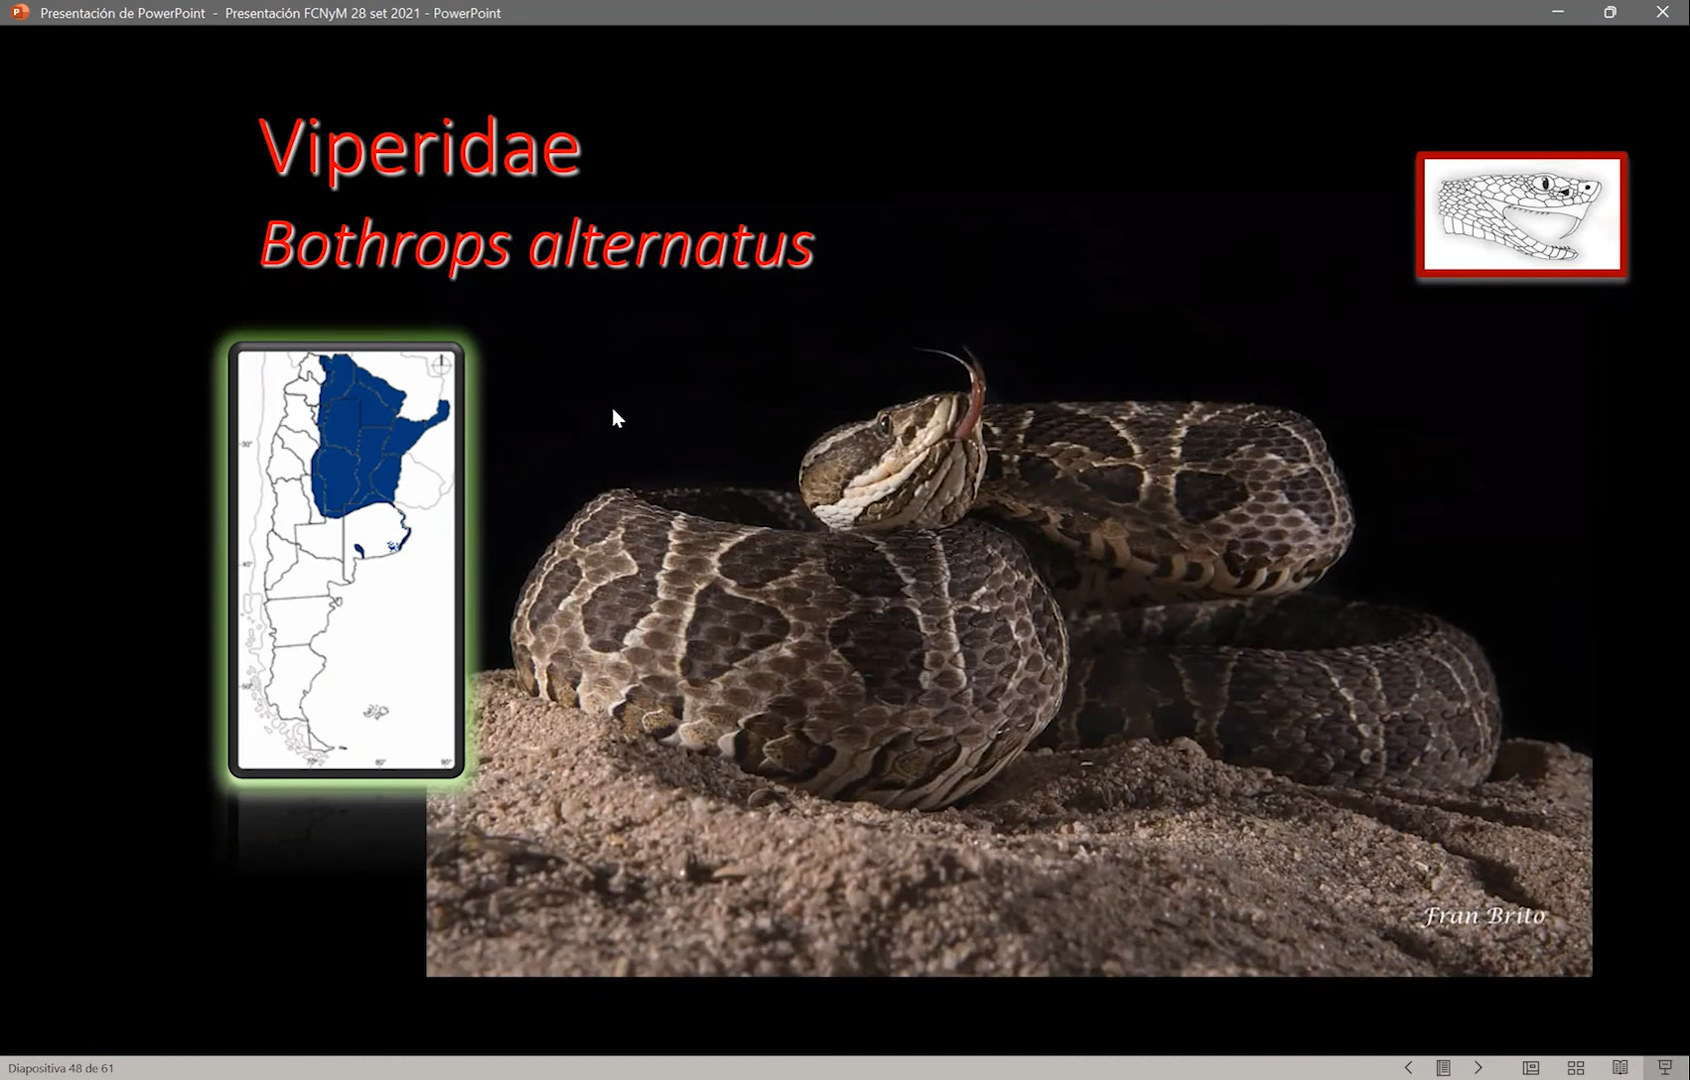 Presentación de PowerPoint - Presentación FCNyM 28 set 2021 - PowerPoint
Viperidae
Bothrops alternatus
Fran Brito
Diapositiva 48 de 61